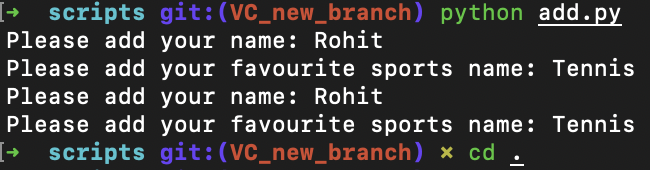 ➜ scripts git:(VC_new_branch) python add.py
Please add your name: Rohit
Please add your favourite sports name: Tennis
Please add your name: Rohit
Please add your favourite sports name: Tennis
➜ scripts git:(VC_new_branch) ✗ cd .